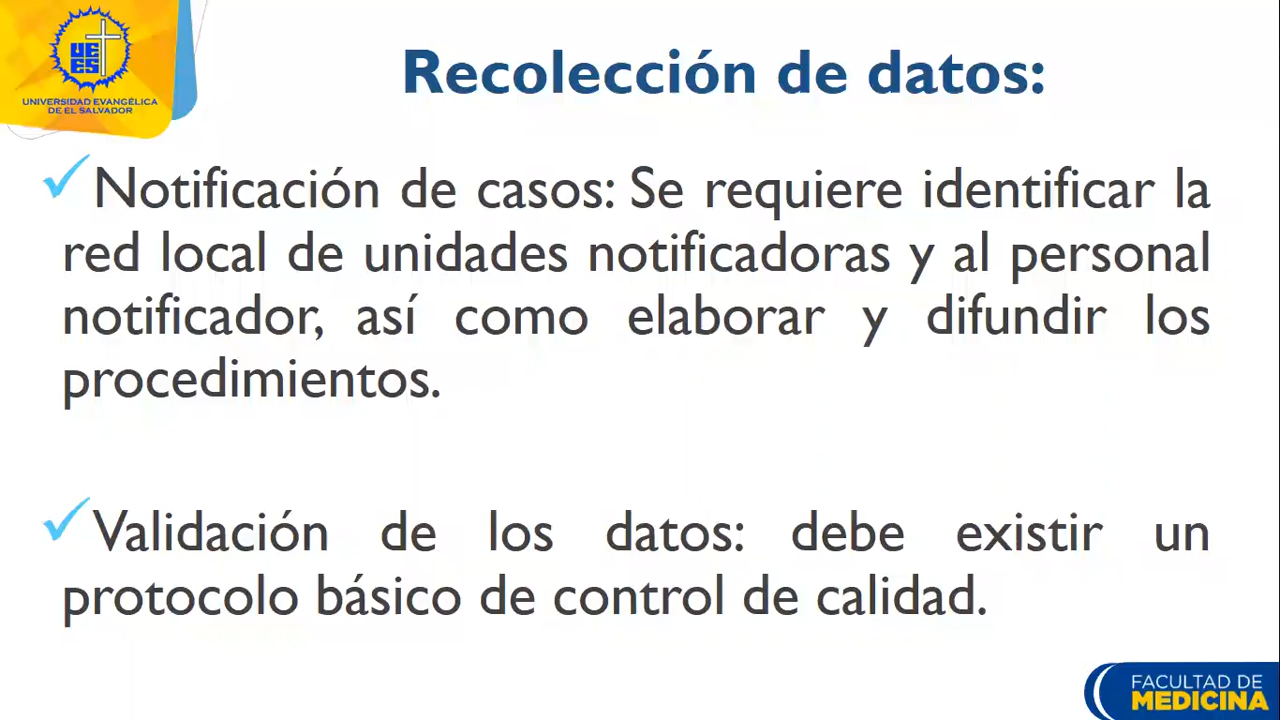 UE
ES
UNIVERSIDAD EVANGÉLICA
DE EL SALVADOR
Recolección de datos:
Notificación de casos: Se requiere identificar la
red local de unidades notificadoras y al personal
notificador, así como elaborar y difundir los
procedimientos.
Validación de los datos: debe existir un
protocolo básico de control de calidad.
FACULTAD DE
MEDICINA